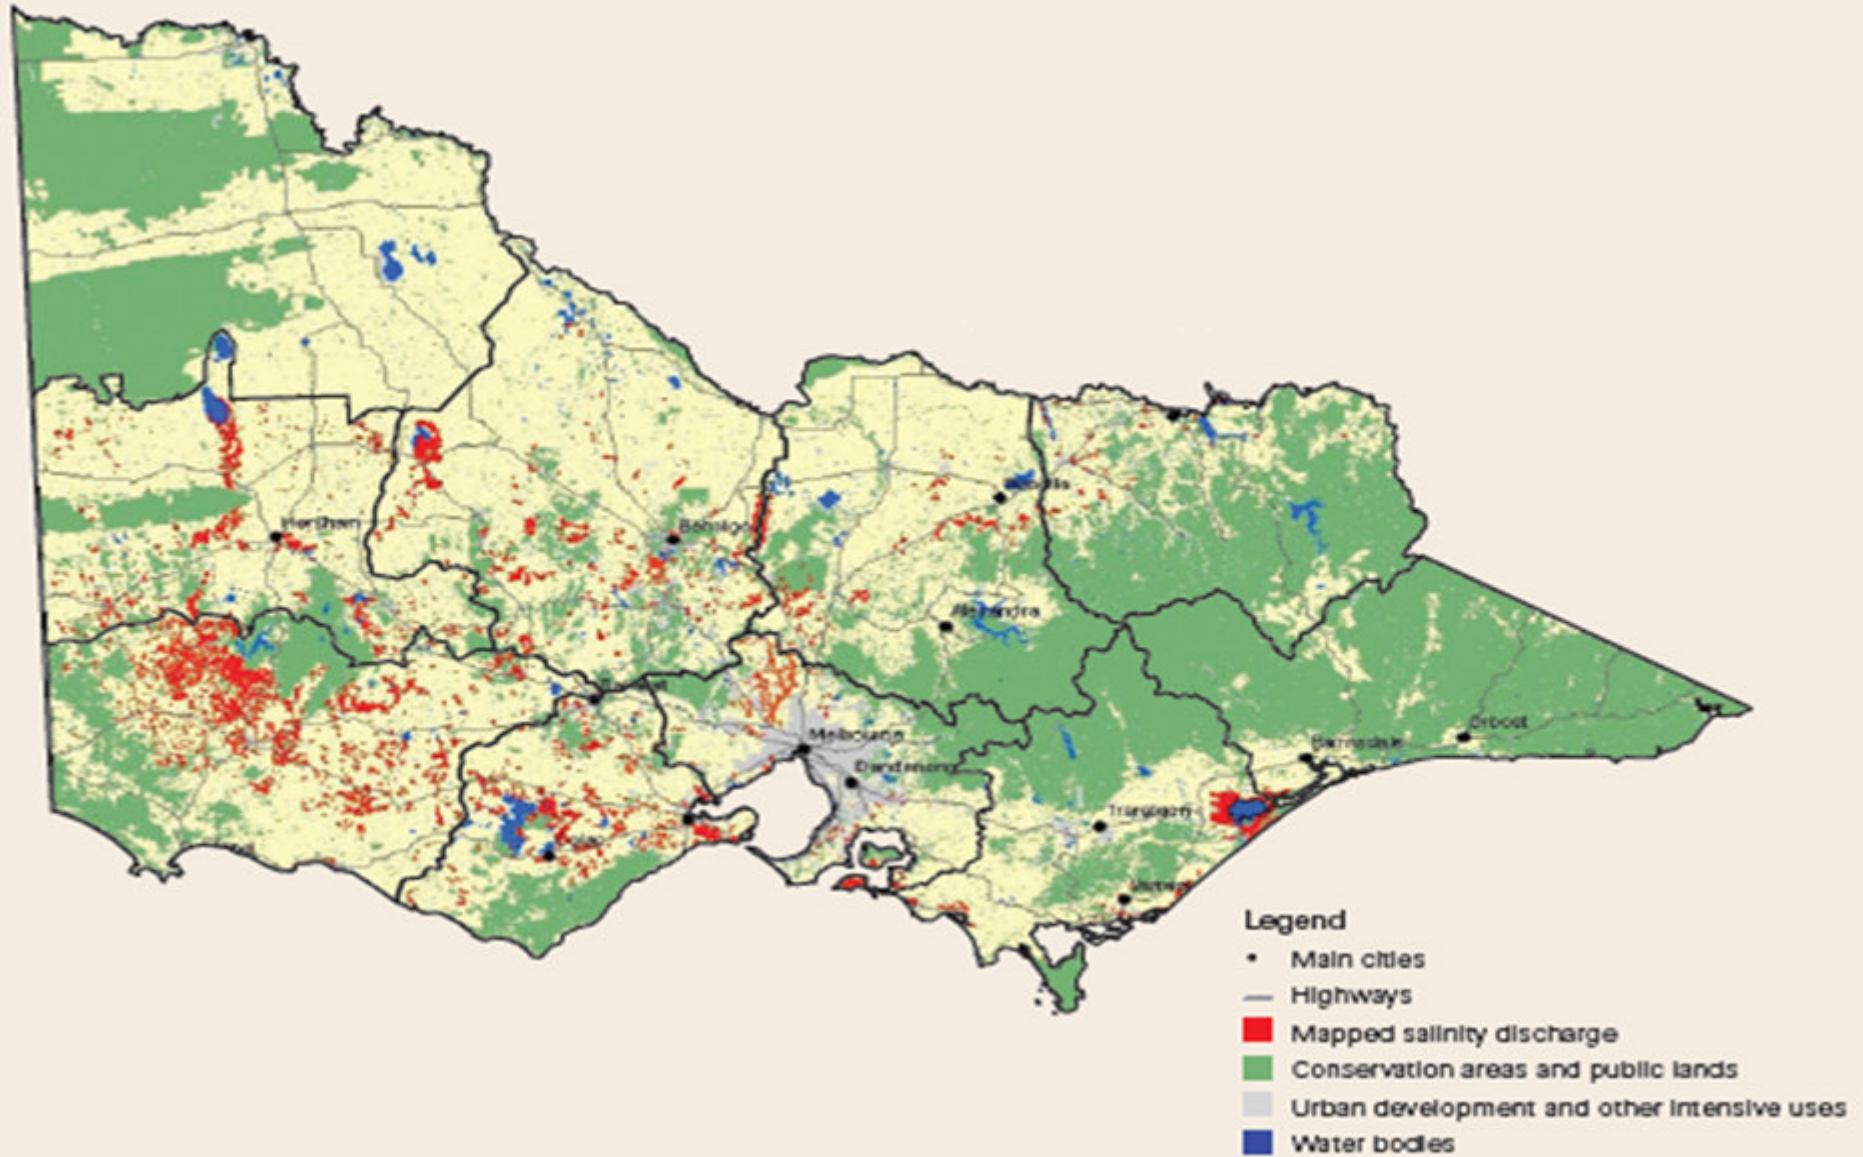 Horsham
Bendigo
Alexandra
Melbourne
Dandenong
Bairnsdale
Orbost
Traralgon
Legend
Main cities
Highways
Mapped salinity discharge
Conservation areas and public lands
Urban development and other intensive uses
Water bodies